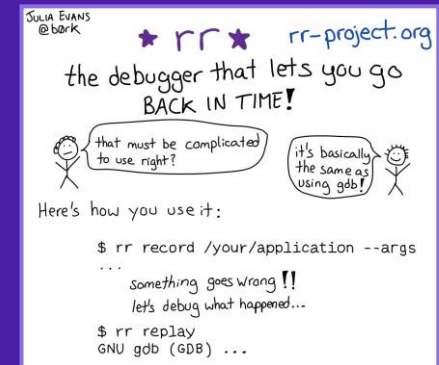 JULIA EVANS
@børk
★ rr ★ rr-project.org
the debugger that lets you go
BACK IN TIME!
that must be complicated
to use right?
it's basically
the same as
using gdb!
Here's how you use it:
$ rr record /your/application --args
...
something goes wrong !!
let's debug what happened...
$ rr replay
GNU gdb (GDB) ...